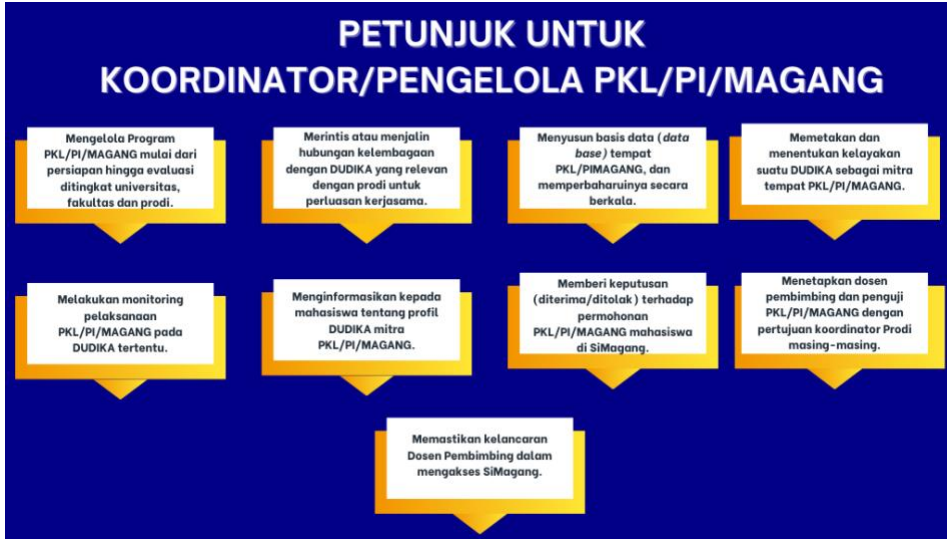 PETUNJUK UNTUK
KOORDINATOR/PENGELOLA PKL/PI/MAGANG
Mengelola Program
PKL/PI/MAGANG mulai dari
persiapan hingga evaluasi
ditingkat universitas,
fakultas dan prodi.
Merintis atau menjalin
hubungan kelembagaan
dengan DUDIKA yang relevan
dengan prodi untuk
perluasan kerjasama.
Menyusun basis data (data
base) tempat
PKL/PIMAGANG, dan
memperbaharuinya secara
berkala.
Memetakan dan
menentukan kelayakan
suatu DUDIKA sebagai mitra
tempat PKL/PI/MAGANG.
Melakukan monitoring
pelaksanaan
PKL/PI/MAGANG pada
DUDIKA tertentu.
Menginformasikan kepada
mahasiswa tentang profil
DUDIKA mitra
PKL/PI/MAGANG.
Memberi keputusan
(diterima/ditolak) terhadap
permohonan
PKL/PI/MAGANG mahasiswa
di SiMagang.
Menetapkan dosen
pembimbing dan penguji
PKL/PI/MAGANG dengan
pertujuan koordinator Prodi
masing-masing.
Memastikan kelancaran
Dosen Pembimbing dalam
mengakses SiMagang.